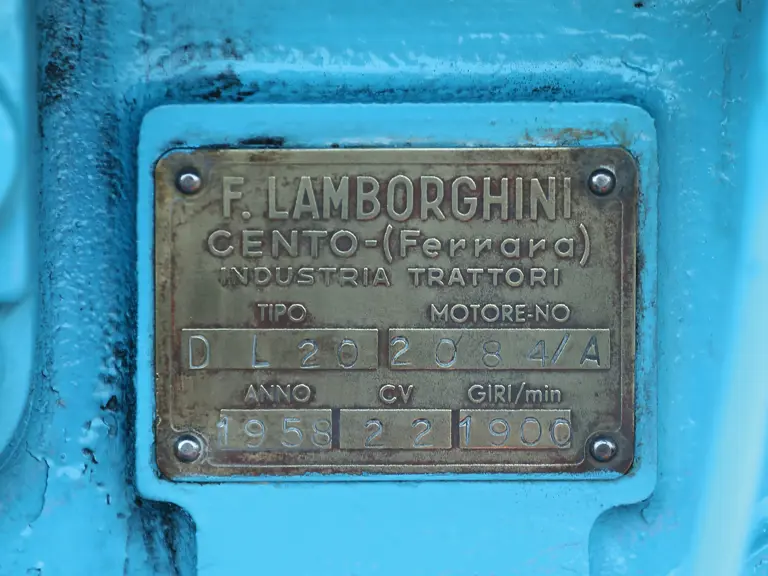 F. LAMBORGHINI
CENTO-(Ferrara)
INDUSTRIA TRATTORI
TIPO MOTORE-NO
DL20 2084/A
ANNO CV GIRI/min
1958 22 1900